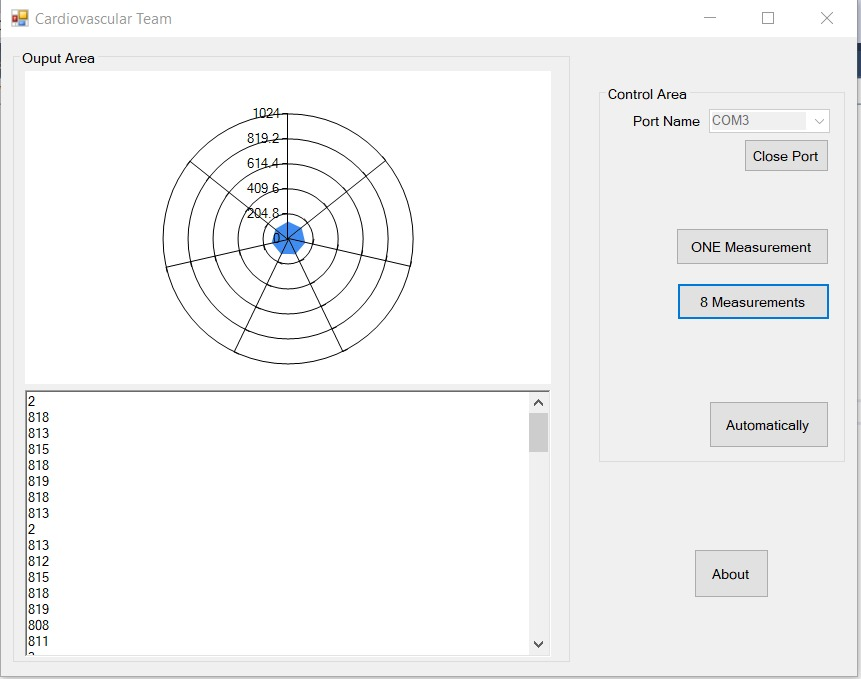 Cardiovascular Team
Ouput Area
1024
819.2
614.4
409.6
204.8
0
2
818
813
815
818
819
818
813
2
813
812
815
818
819
808
811
Control Area
Port Name COM3
Close Port
ONE Measurement
8 Measurements
Automatically
About